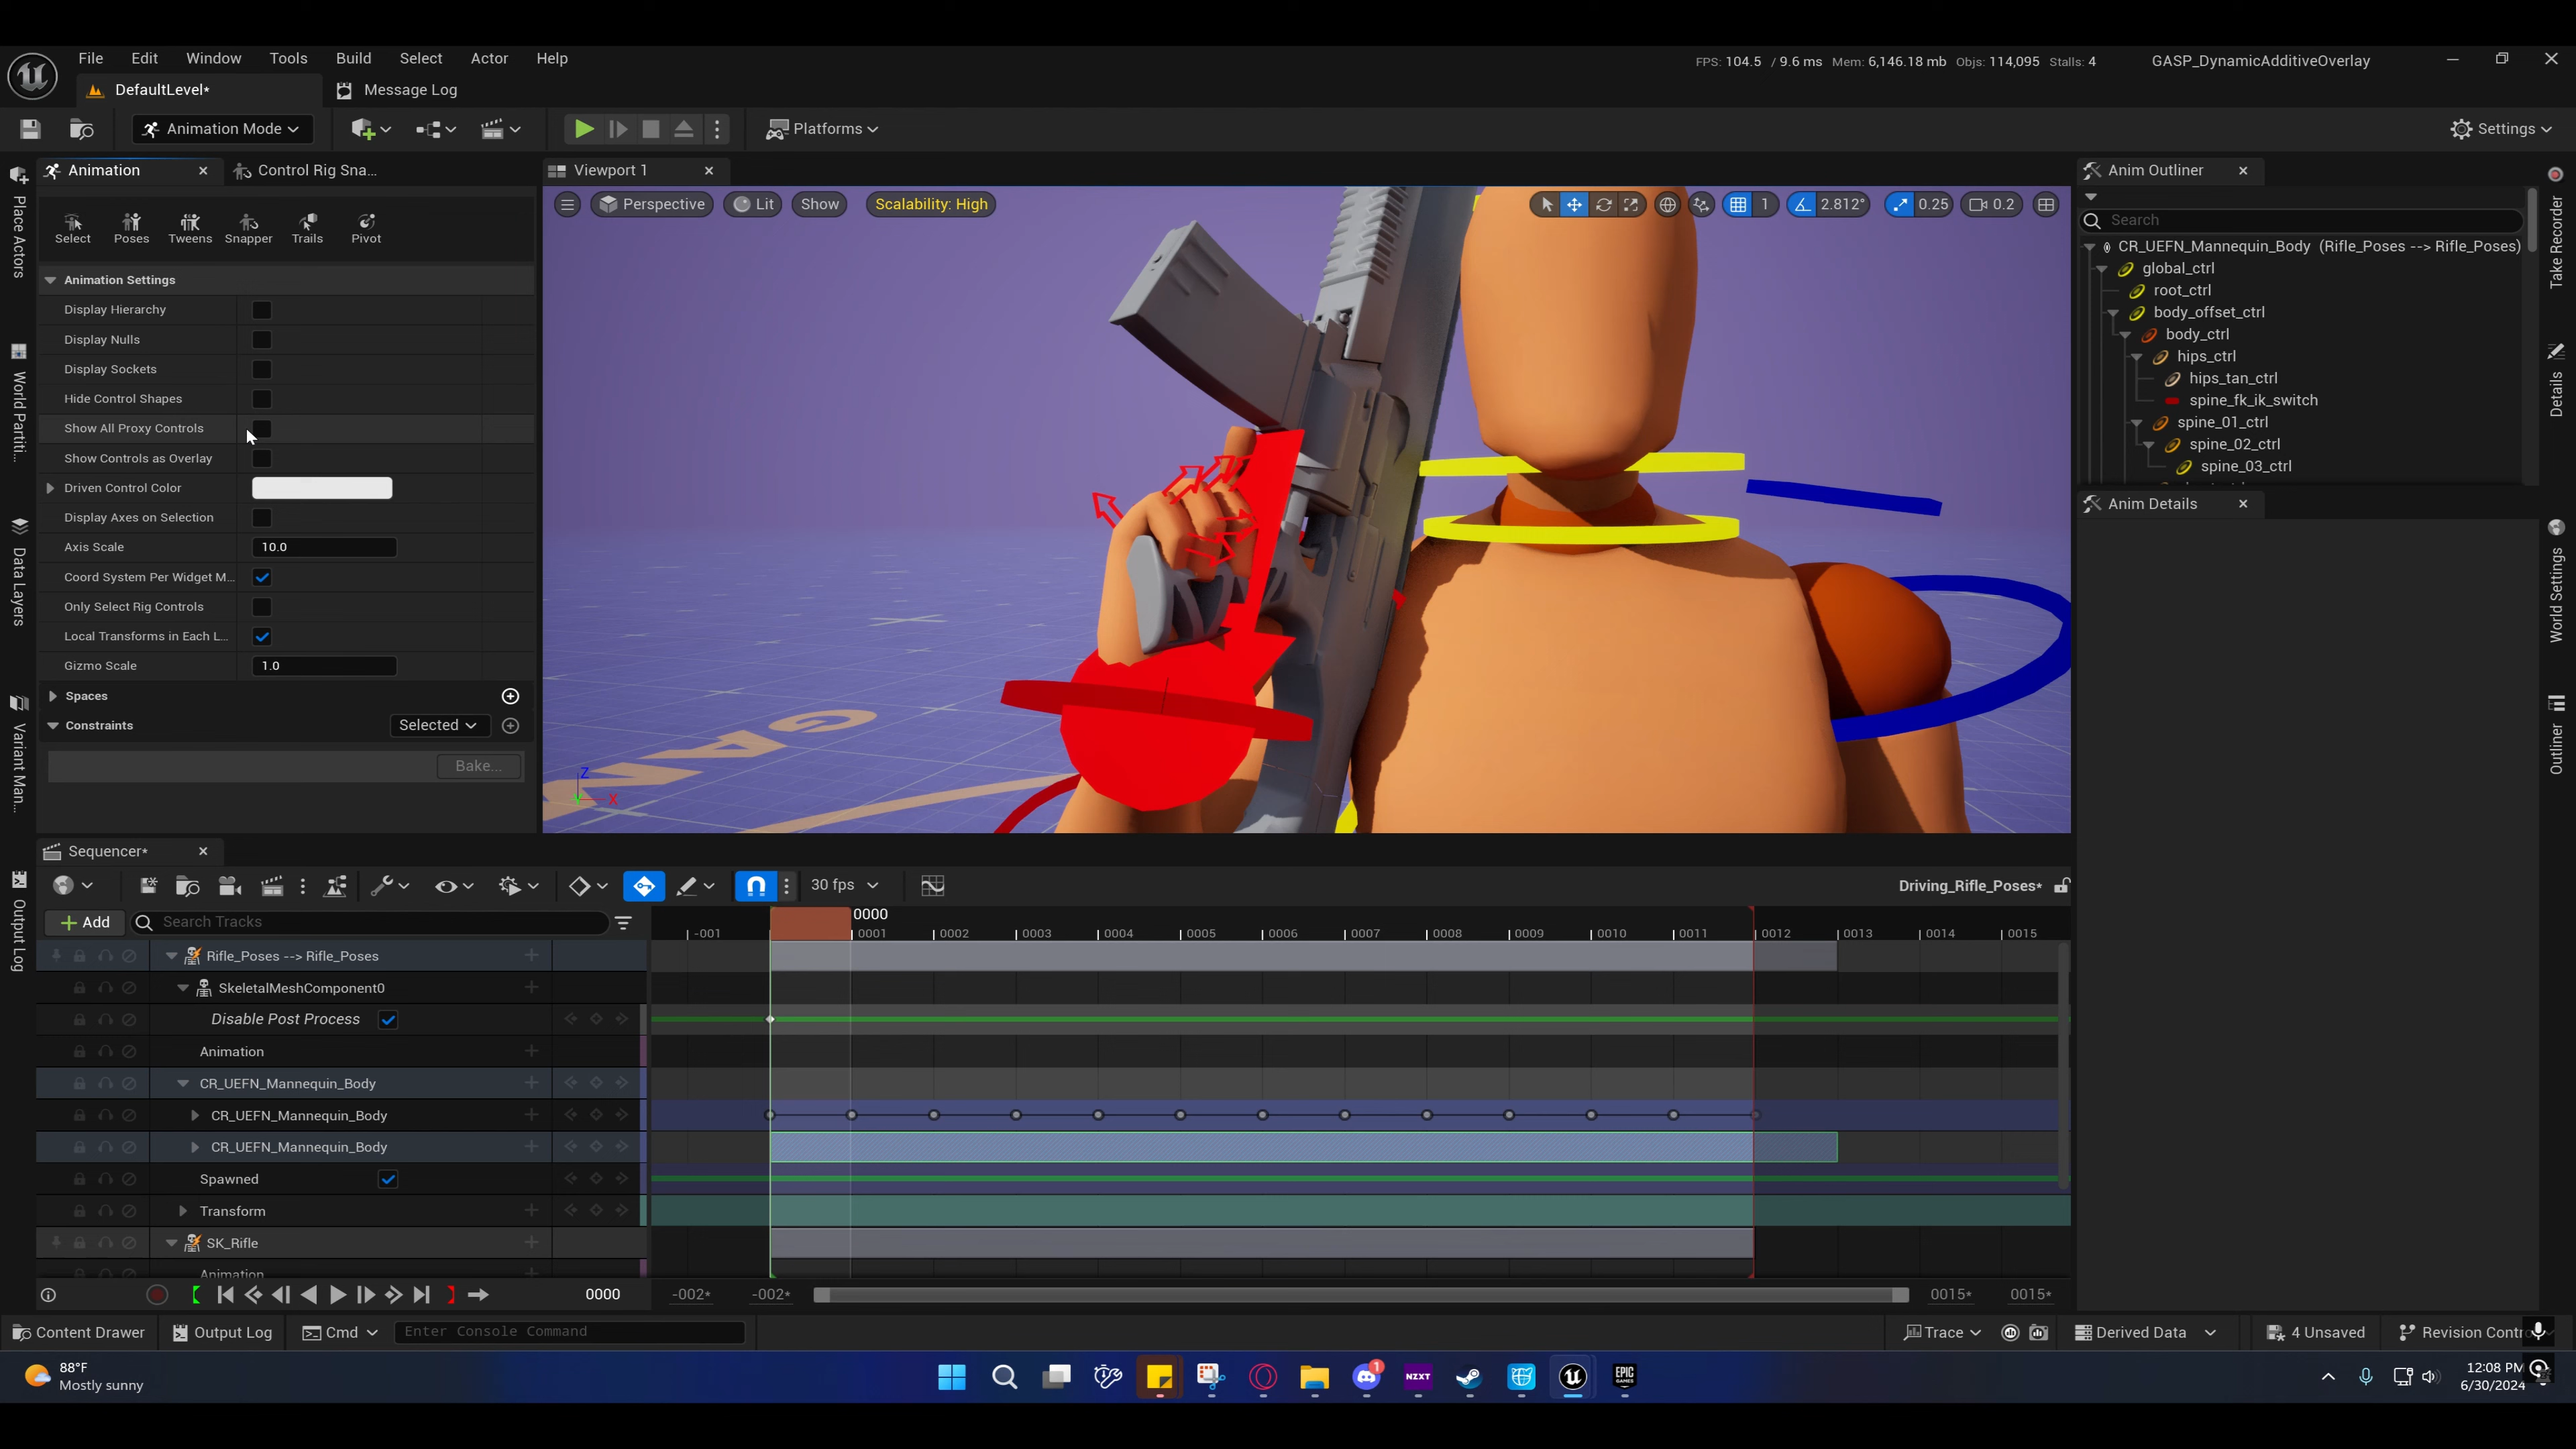 File Edit Window Tools Build Select Actor Help
FPS: 104.5 / 9.6 ms Mem: 6,146.18 mb Objs: 114,095 Stalls: 4 GASP_DynamicAdditiveOverlay
DefaultLevel* Message Log
Animation Mode Platforms Settings
Animation Control Rig Sna... Viewport 1 Anim Outliner
Perspective Lit Show Scalability: High 1 2.812° 0.25 0.2
Select Poses Tweens Snapper Trails Pivot
Search
CR_UEFN_Mannequin_Body (Rifle_Poses --> Rifle_Poses)
global_ctrl
root_ctrl
body_offset_ctrl
body_ctrl
hips_ctrl
hips_tan_ctrl
spine_fk_ik_switch
spine_01_ctrl
spine_02_ctrl
spine_03_ctrl
Anim Details
Animation Settings
Display Hierarchy
Display Nulls
Display Sockets
Hide Control Shapes
Show All Proxy Controls
Show Controls as Overlay
Driven Control Color
Display Axes on Selection
Axis Scale 10.0
Coord System Per Widget M...
Only Select Rig Controls
Local Transforms in Each L...
Gizmo Scale 1.0
Spaces
Constraints Selected
Bake...
Place Actors
World Partiti...
Data Layers
Variant Man...
Output Log
Take Recorder
Details
World Settings
Outliner
Z
X
GAM
Sequencer*
30 fps Driving_Rifle_Poses*
Add Search Tracks
0000
-001 0001 0002 0003 0004 0005 0006 0007 0008 0009 0010 0011 0012 0013 0014 0015
Rifle_Poses --> Rifle_Poses
SkeletalMeshComponent0
Disable Post Process
Animation
CR_UEFN_Mannequin_Body
CR_UEFN_Mannequin_Body
CR_UEFN_Mannequin_Body
Spawned
Transform
SK_Rifle
Animation
0000 -002* -002* 0015* 0015*
Content Drawer Output Log Cmd Enter Console Command Trace Derived Data 4 Unsaved Revision Contro
88°F
Mostly sunny
1
NZXT
EPIC GAMES
12:08 PM
6/30/2024